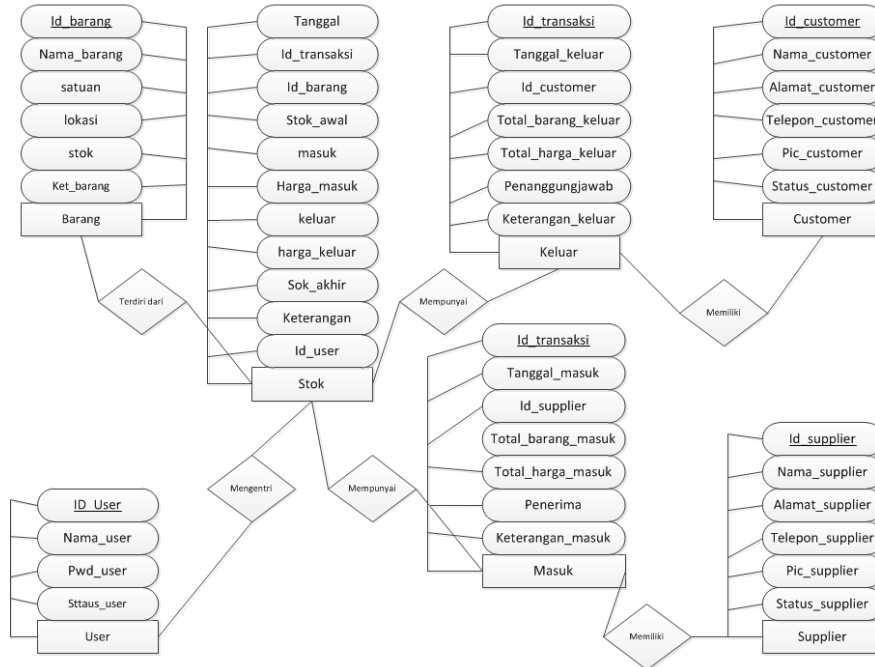 Id_barang
Nama_barang
satuan
lokasi
stok
Ket_barang
Barang
Tanggal
Id_transaksi
Id_barang
Stok_awal
masuk
Harga_masuk
keluar
harga_keluar
Sok_akhir
Keterangan
Id_user
Stok
Id_transaksi
Tanggal_keluar
Id_customer
Total_barang_keluar
Total_harga_keluar
Penanggungjawab
Keterangan_keluar
Keluar
Id_customer
Nama_customer
Alamat_customer
Telepon_customer
Pic_customer
Status_customer
Customer
Terdiri dari
Mempunyai
Memiliki
Id_transaksi
Tanggal_masuk
Id_supplier
Total_barang_masuk
Total_harga_masuk
Penerima
Keterangan_masuk
Masuk
Mengentri
Mempunyai
ID_User
Nama_user
Pwd_user
Sttaus_user
User
Memiliki
Id_supplier
Nama_supplier
Alamat_supplier
Telepon_supplier
Pic_supplier
Status_supplier
Supplier